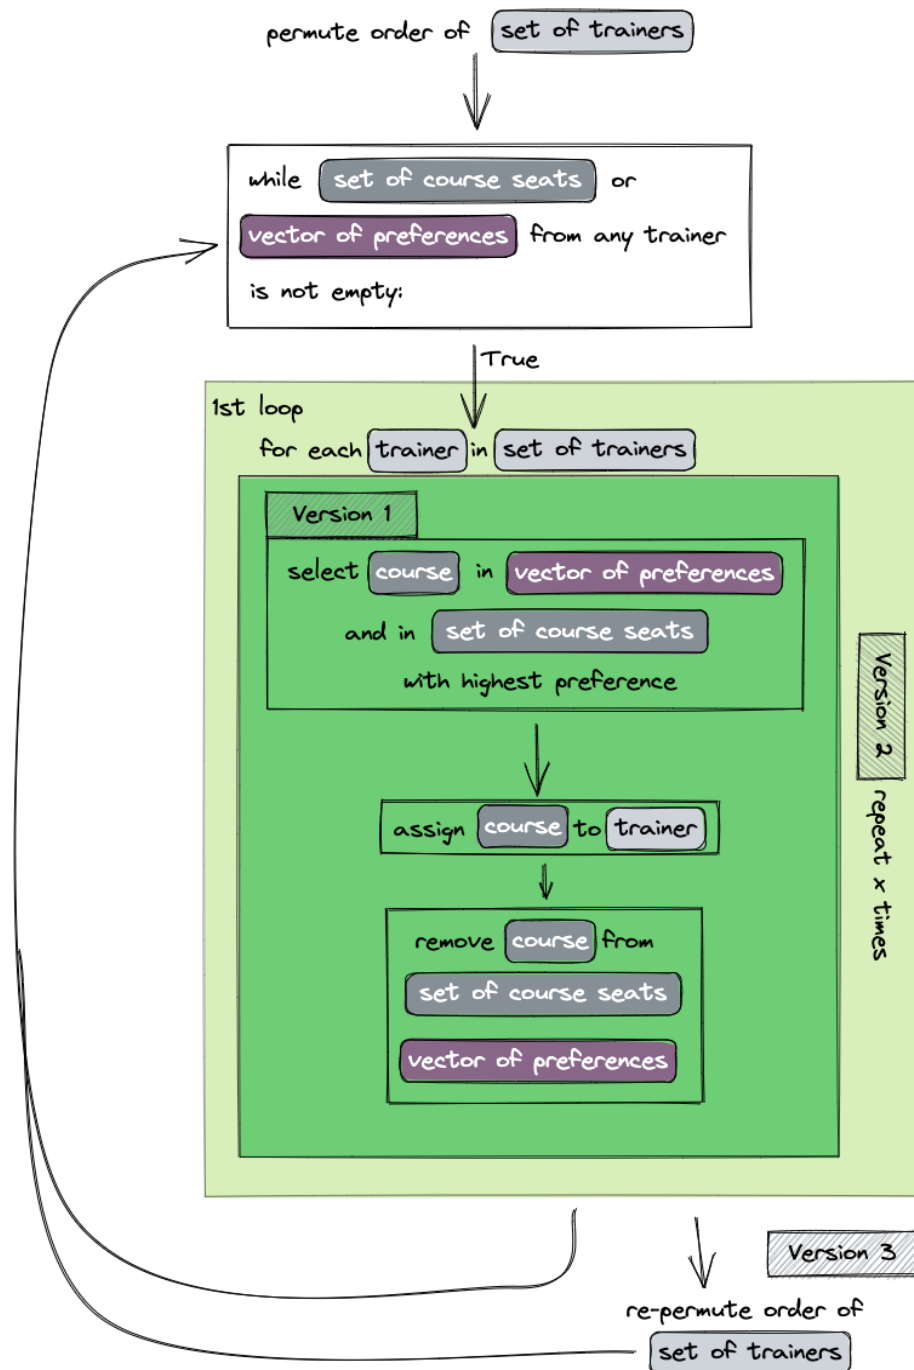 permute order of set of trainers
while set of course seats or
vector of preferences from any trainer
is not empty:
True
1st loop
for each trainer in set of trainers
Version 1
select course in vector of preferences
and in set of course seats
with highest preference
assign course to trainer
remove course from
set of course seats
vector of preferences
Version 2 repeat x times
Version 3
re-permute order of
set of trainers